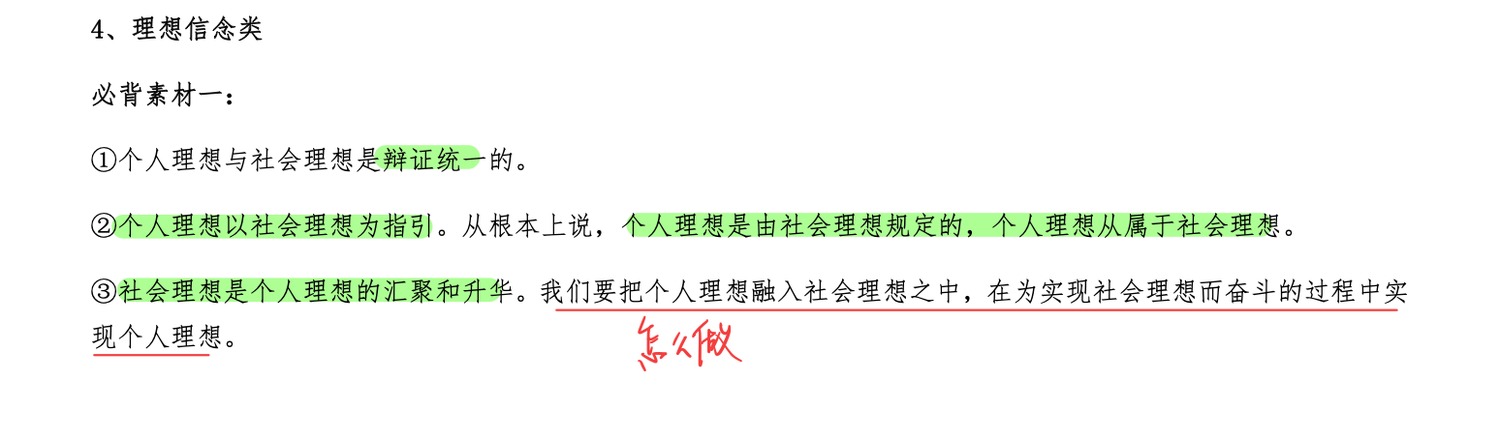 4、理想信念类
必背素材一：
①个人理想与社会理想是辩证统一的。
②个人理想以社会理想为指引。从根本上说，个人理想是由社会理想规定的，个人理想从属于社会理想。
③社会理想是个人理想的汇聚和升华。我们要把个人理想融入社会理想之中，在为实现社会理想而奋斗的过程中实
现个人理想。
怎么做